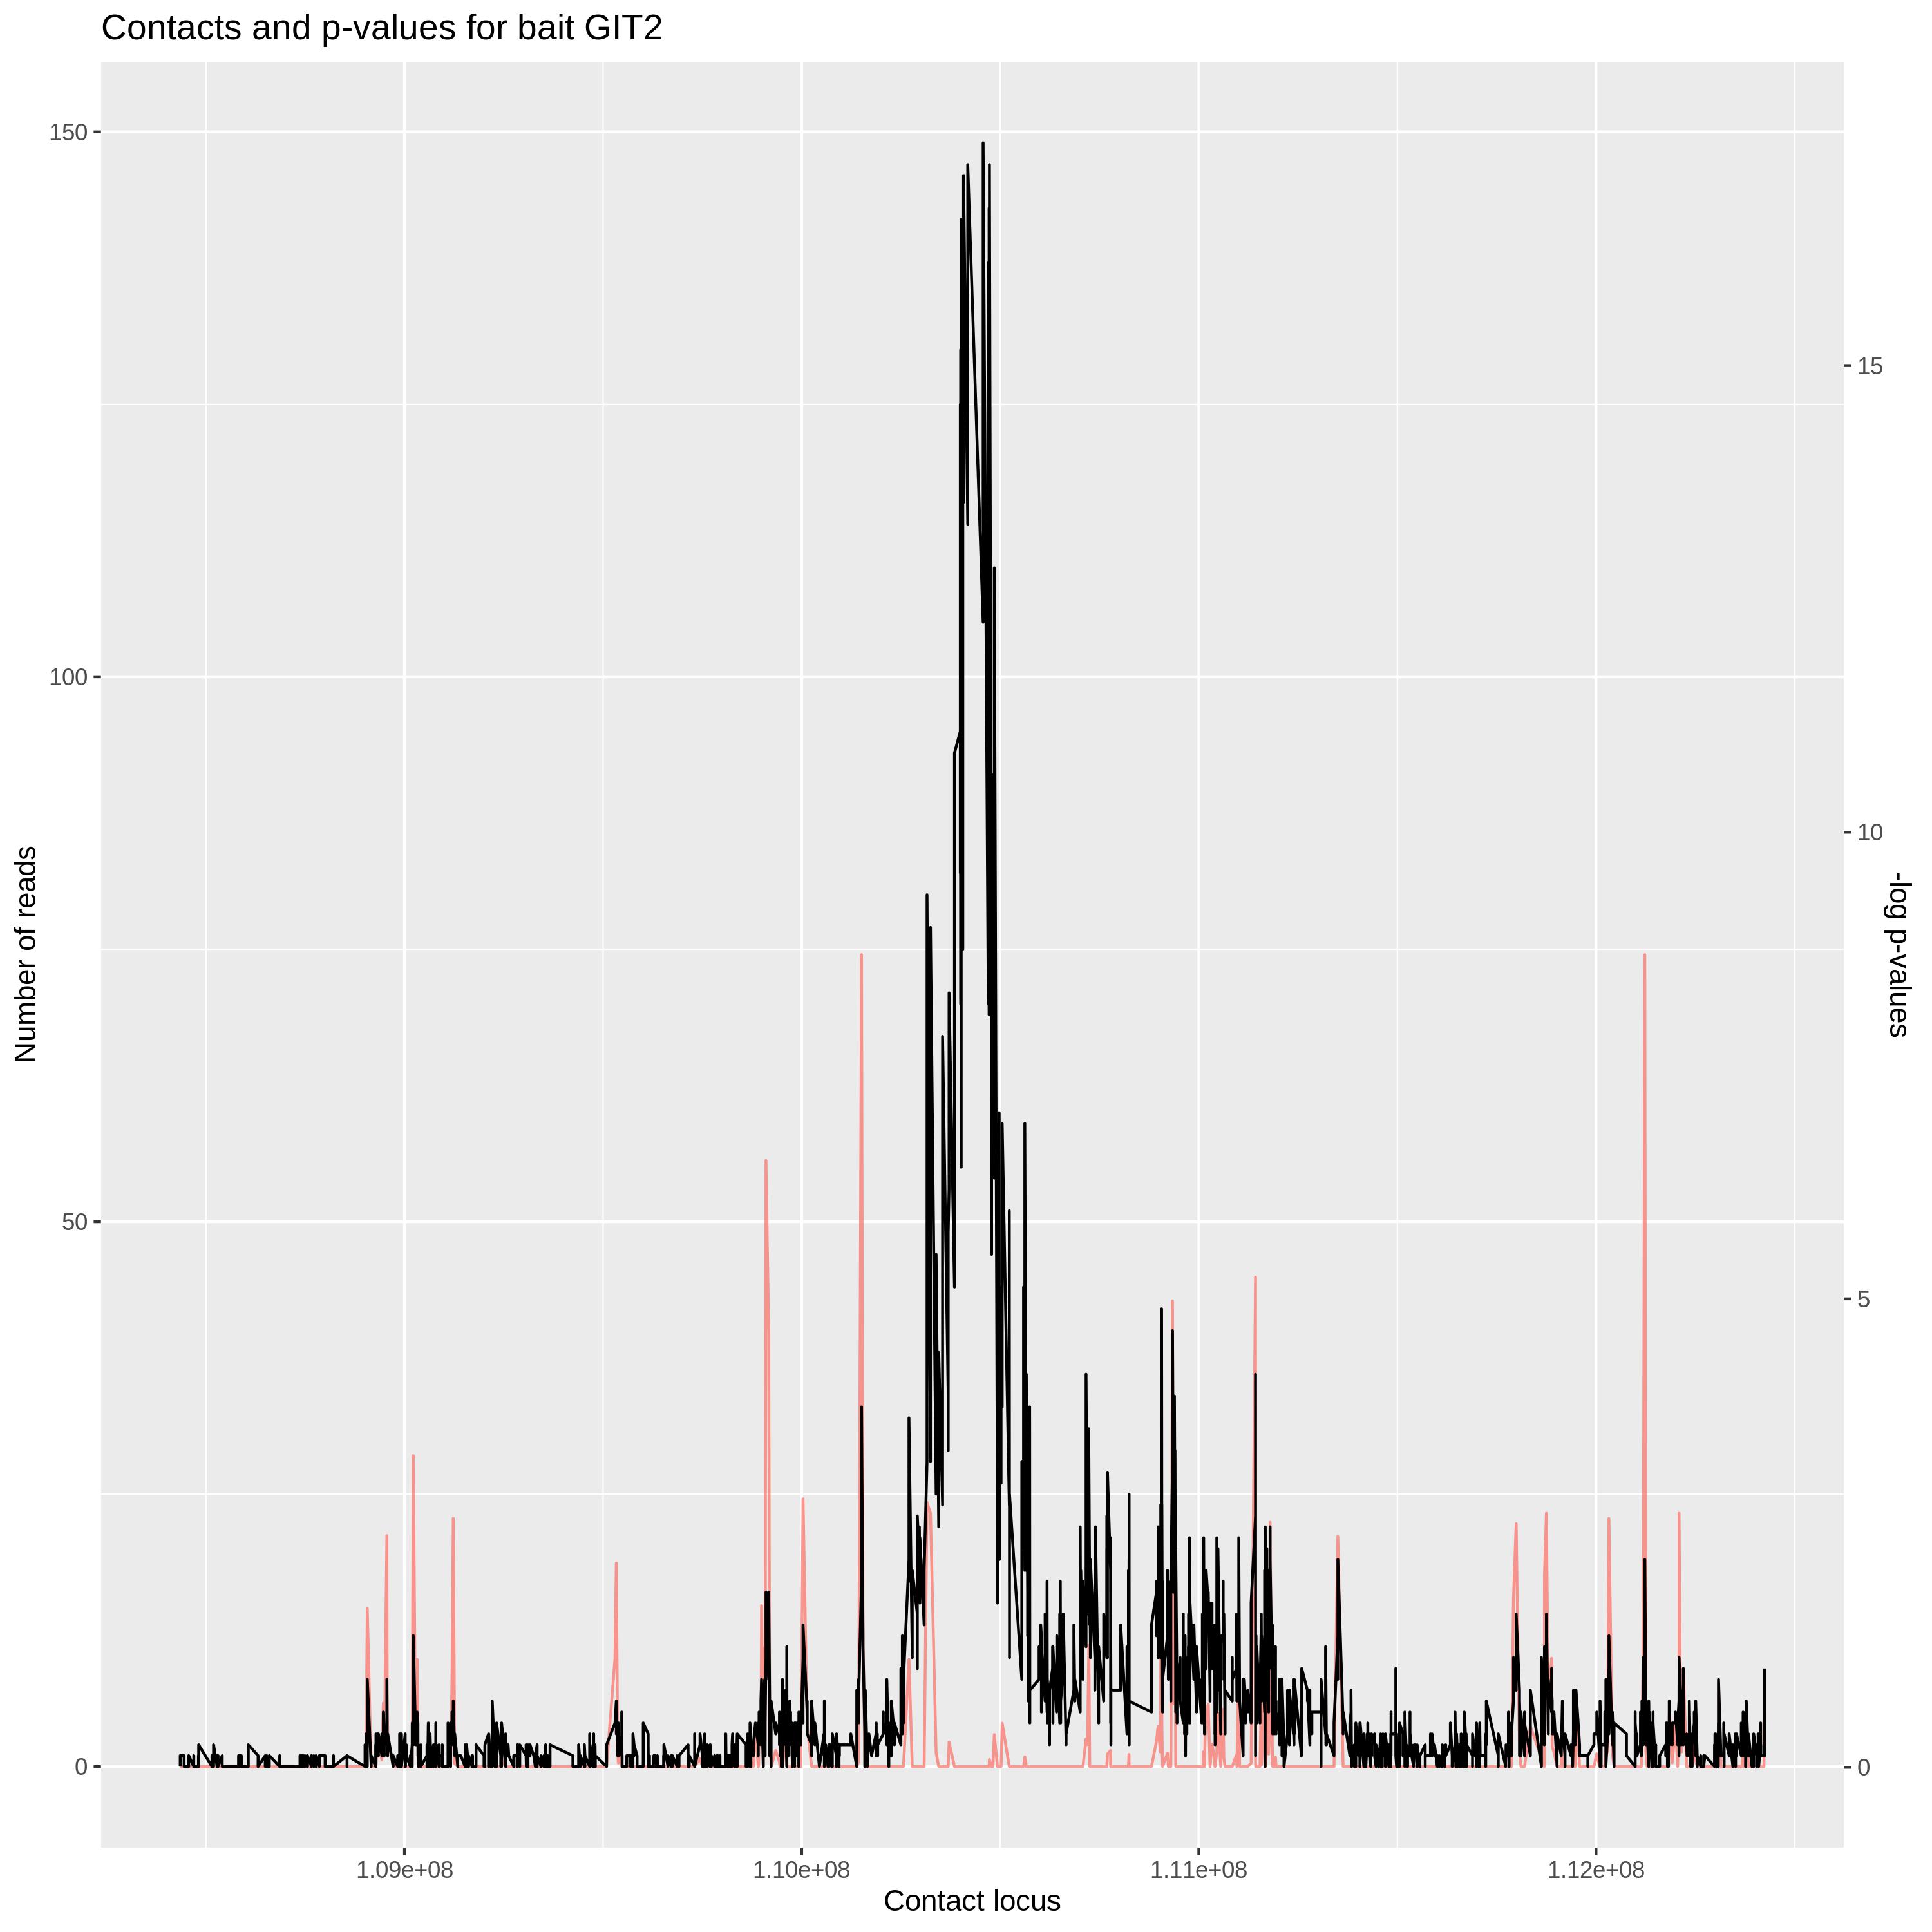 Contacts and p-values for bait GIT2
150
100
50
0
Number of reads
15
10
5
0
-log p-values
1.09e+08 1.10e+08 1.11e+08 1.12e+08
Contact locus